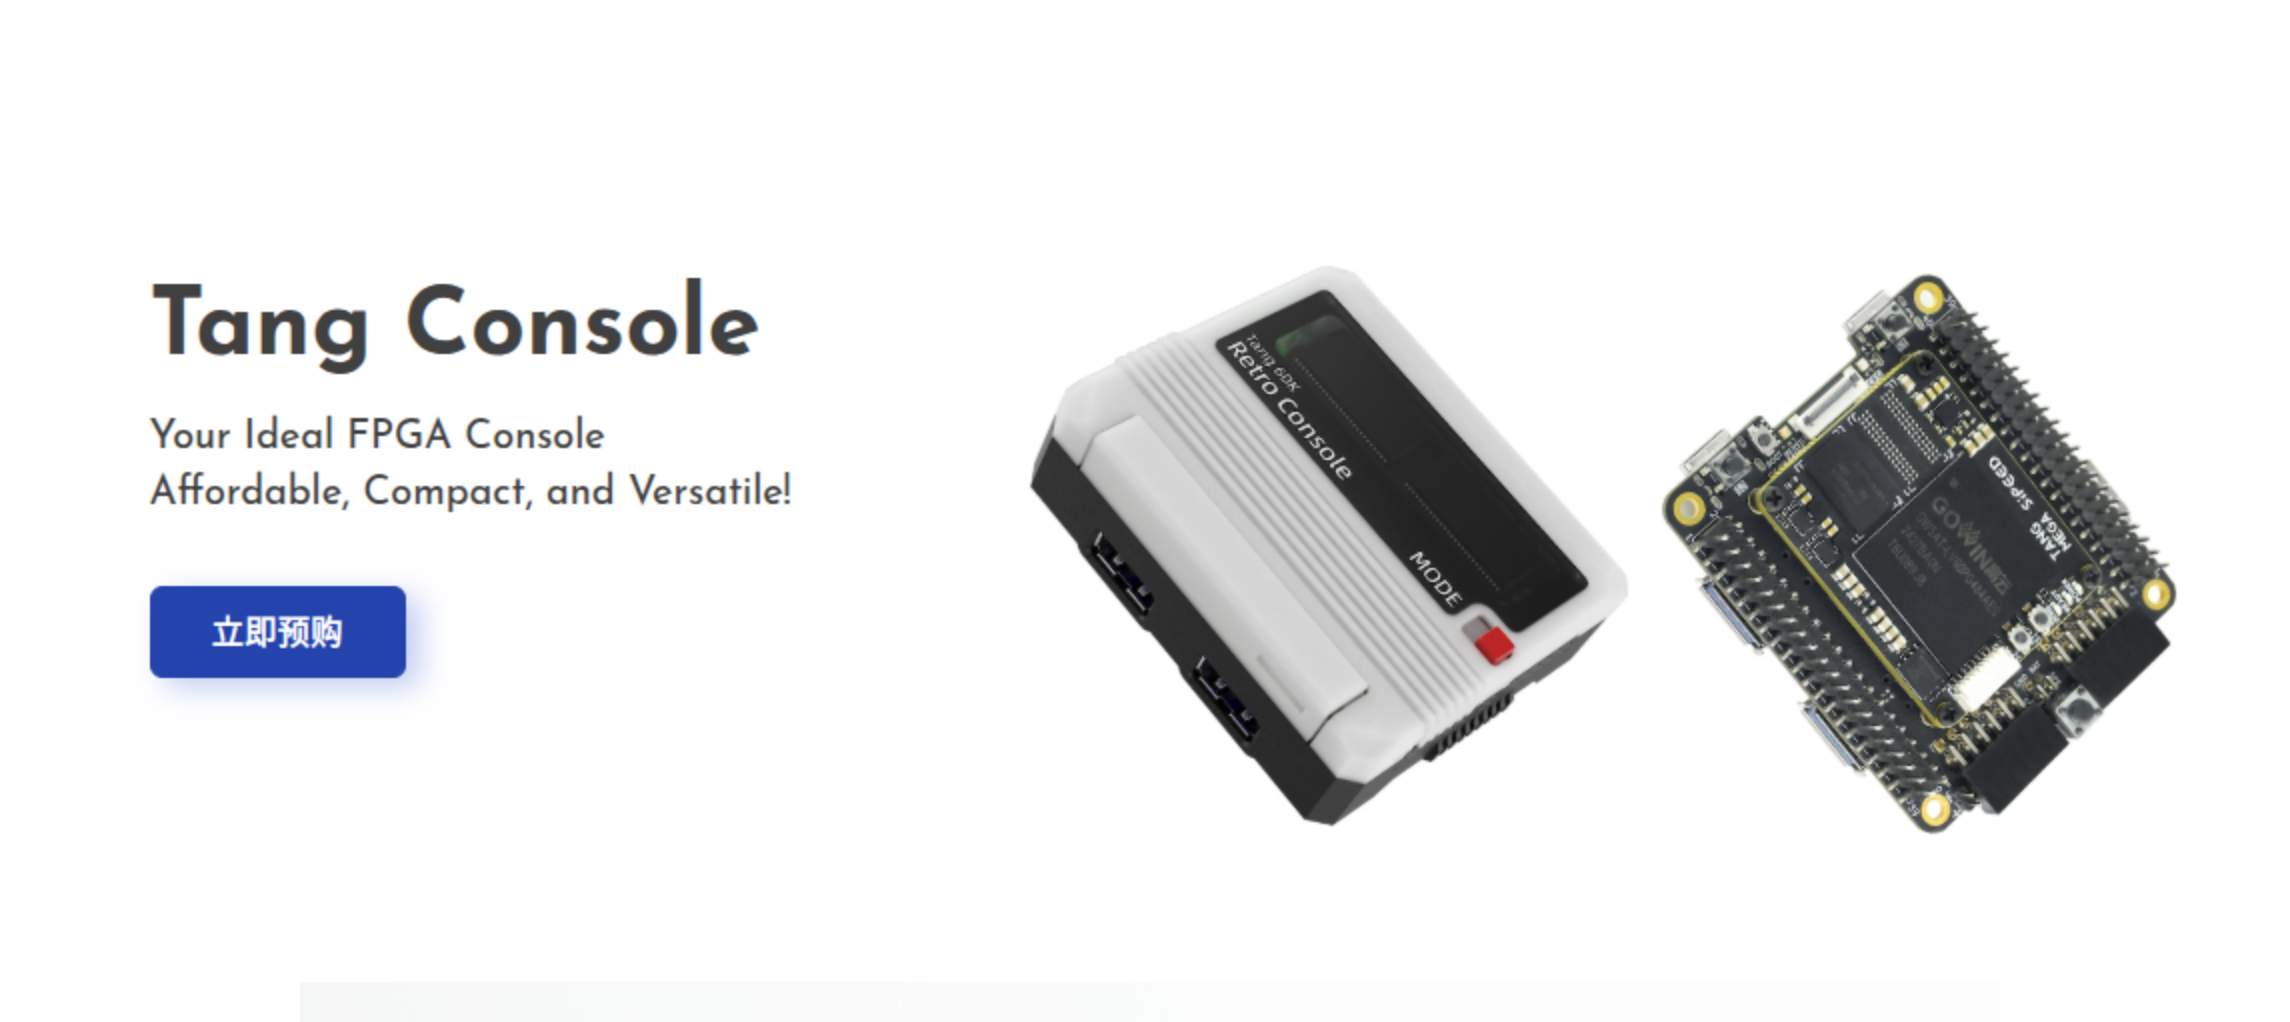 Tang Console
Your Ideal FPGA Console
Affordable, Compact, and Versatile!
立即预购
Tang 60K
Retro Console
MODE
SiPEED
TANG
MEGA
GOWIN